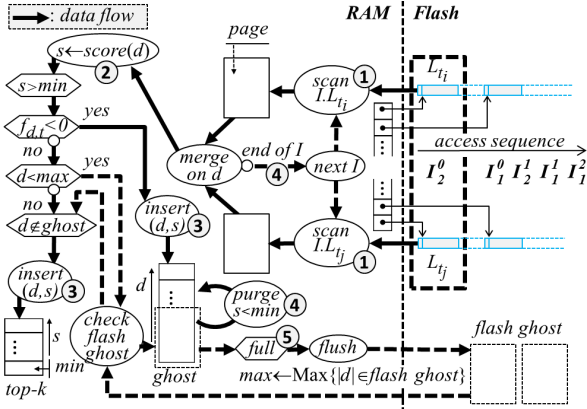 : data flow
RAM
Flash
page
s←score(d)
2
s>min
yes
f_{d,t}<0
no
yes
d<max
no
d∉ghost
insert
(d,s)
3
s
min
top-k
scan
I.L_{t_i}
1
L_{t_i}
merge
on d
end of I
4
next I
access sequence
I_2^0
I_1^0 I_2^1 I_1^1 I_1^2
insert
(d,s)
3
scan
I.L_{t_j}
1
L_{t_j}
d
purge
s<min
4
check
flash
ghost
ghost
5
full
flush
flash ghost
max←Max{|d|∈flash ghost}